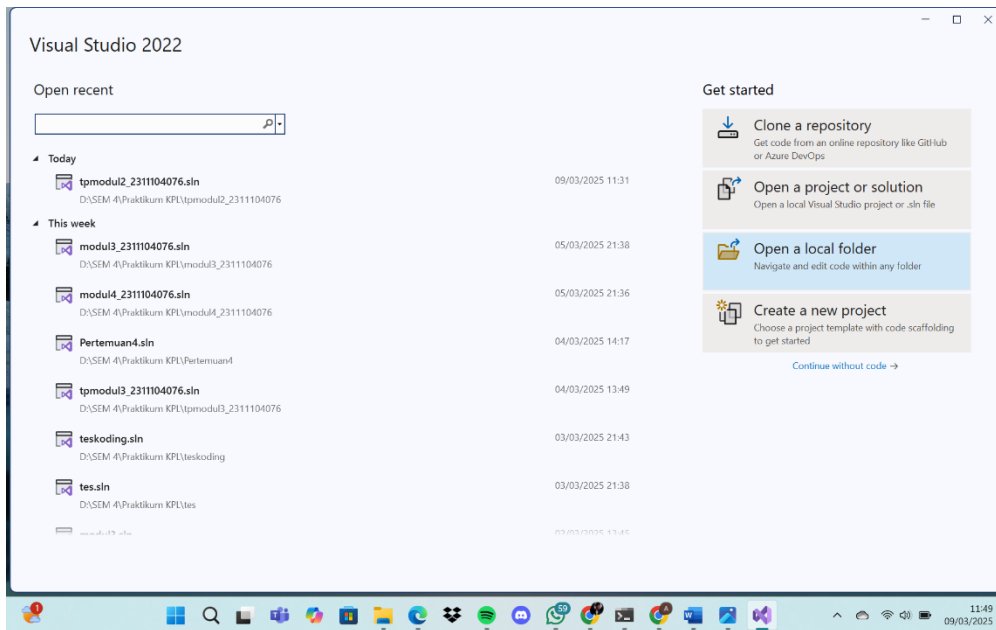 Visual Studio 2022
Open recent
Today
tpmodul2_2311104076.sln 09/03/2025 11:31
D:\SEM 4\Praktikum KPL\tpmodul2_2311104076
This week
modul3_2311104076.sln 05/03/2025 21:38
D:\SEM 4\Praktikum KPL\modul3_2311104076
modul4_2311104076.sln 05/03/2025 21:36
D:\SEM 4\Praktikum KPL\modul4_2311104076
Pertemuan4.sln 04/03/2025 14:17
D:\SEM 4\Praktikum KPL\Pertemuan4
tpmodul3_2311104076.sln 04/03/2025 13:49
D:\SEM 4\Praktikum KPL\tpmodul3_2311104076
teskoding.sln 03/03/2025 21:43
D:\SEM 4\Praktikum KPL\teskoding
tes.sln 03/03/2025 21:38
D:\SEM 4\Praktikum KPL\tes
Get started
Clone a repository
Get code from an online repository like GitHub
or Azure DevOps
Open a project or solution
Open a local Visual Studio project or .sln file
Open a local folder
Navigate and edit code within any folder
Create a new project
Choose a project template with code scaffolding
to get started
Continue without code →
1
59
11:49
09/03/2025